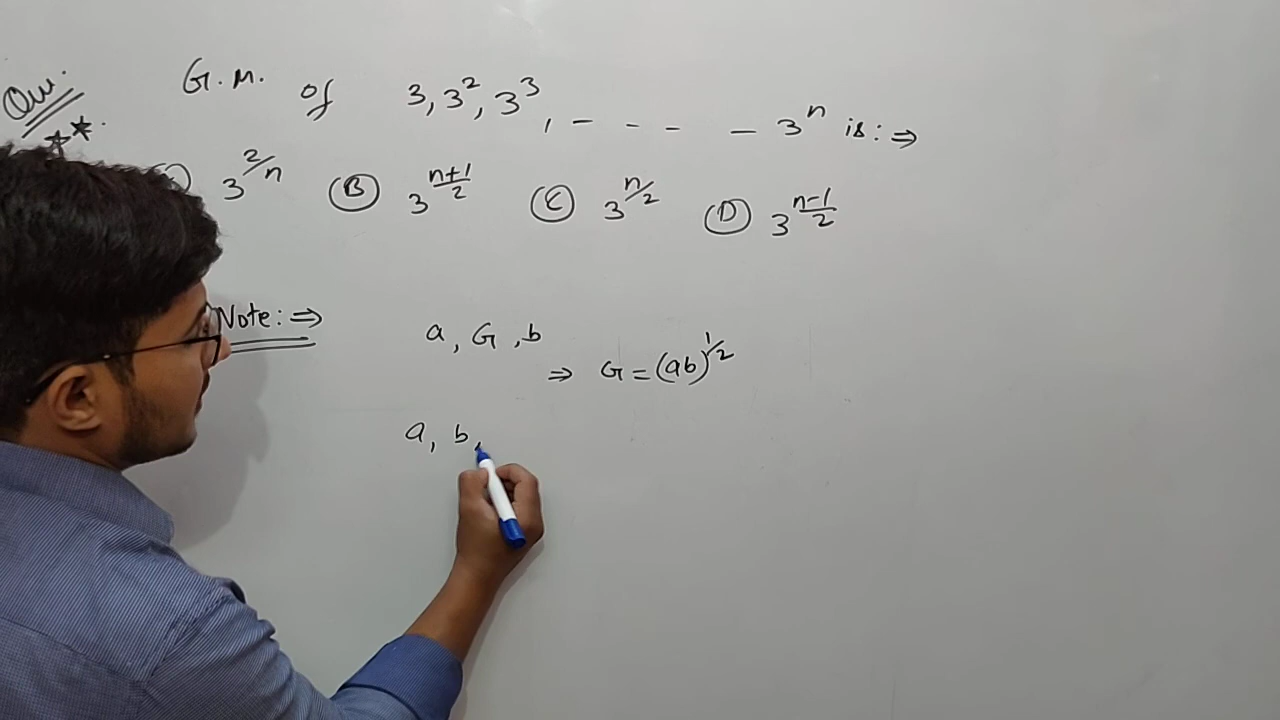 Que.
G.M. of 3, 3², 3³, - - - - 3ⁿ is: ⇒
3^(2/n) (B) 3^((n+1)/2) (C) 3^(n/2) (D) 3^((n-1)/2)
Note: ⇒ a, G, b
⇒ G = (ab)^(1/2)
a, b,